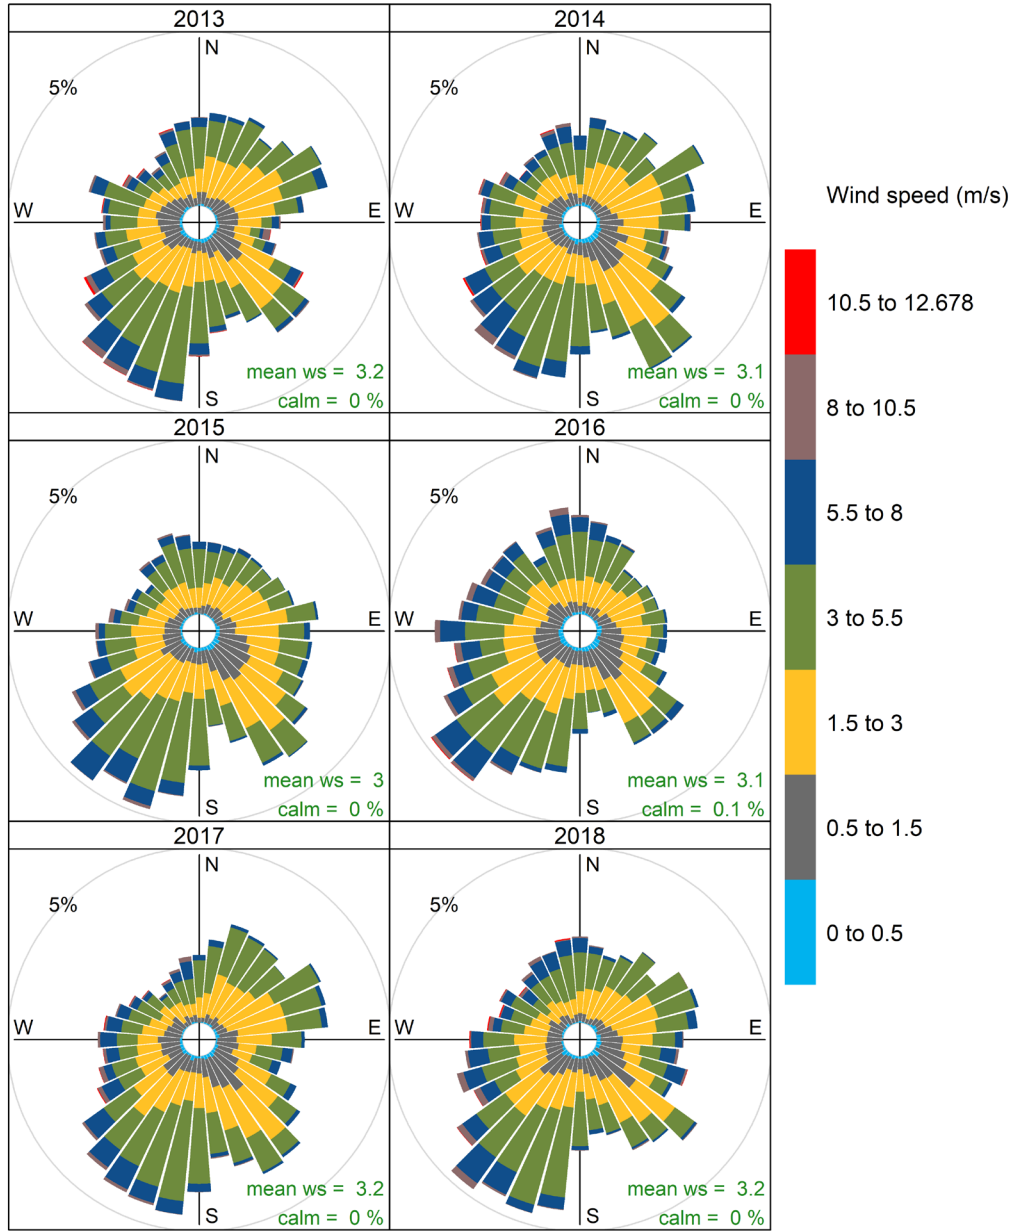 2013
2014
N
5%
W
E
S
mean ws = 3.2
calm = 0 %
N
5%
W
E
S
mean ws = 3.1
calm = 0 %
2015
2016
N
5%
W
E
S
mean ws = 3
calm = 0 %
N
5%
W
E
S
mean ws = 3.1
calm = 0.1 %
2017
2018
N
5%
W
E
S
mean ws = 3.2
calm = 0 %
N
5%
W
E
S
mean ws = 3.2
calm = 0 %
Wind speed (m/s)
10.5 to 12.678
8 to 10.5
5.5 to 8
3 to 5.5
1.5 to 3
0.5 to 1.5
0 to 0.5